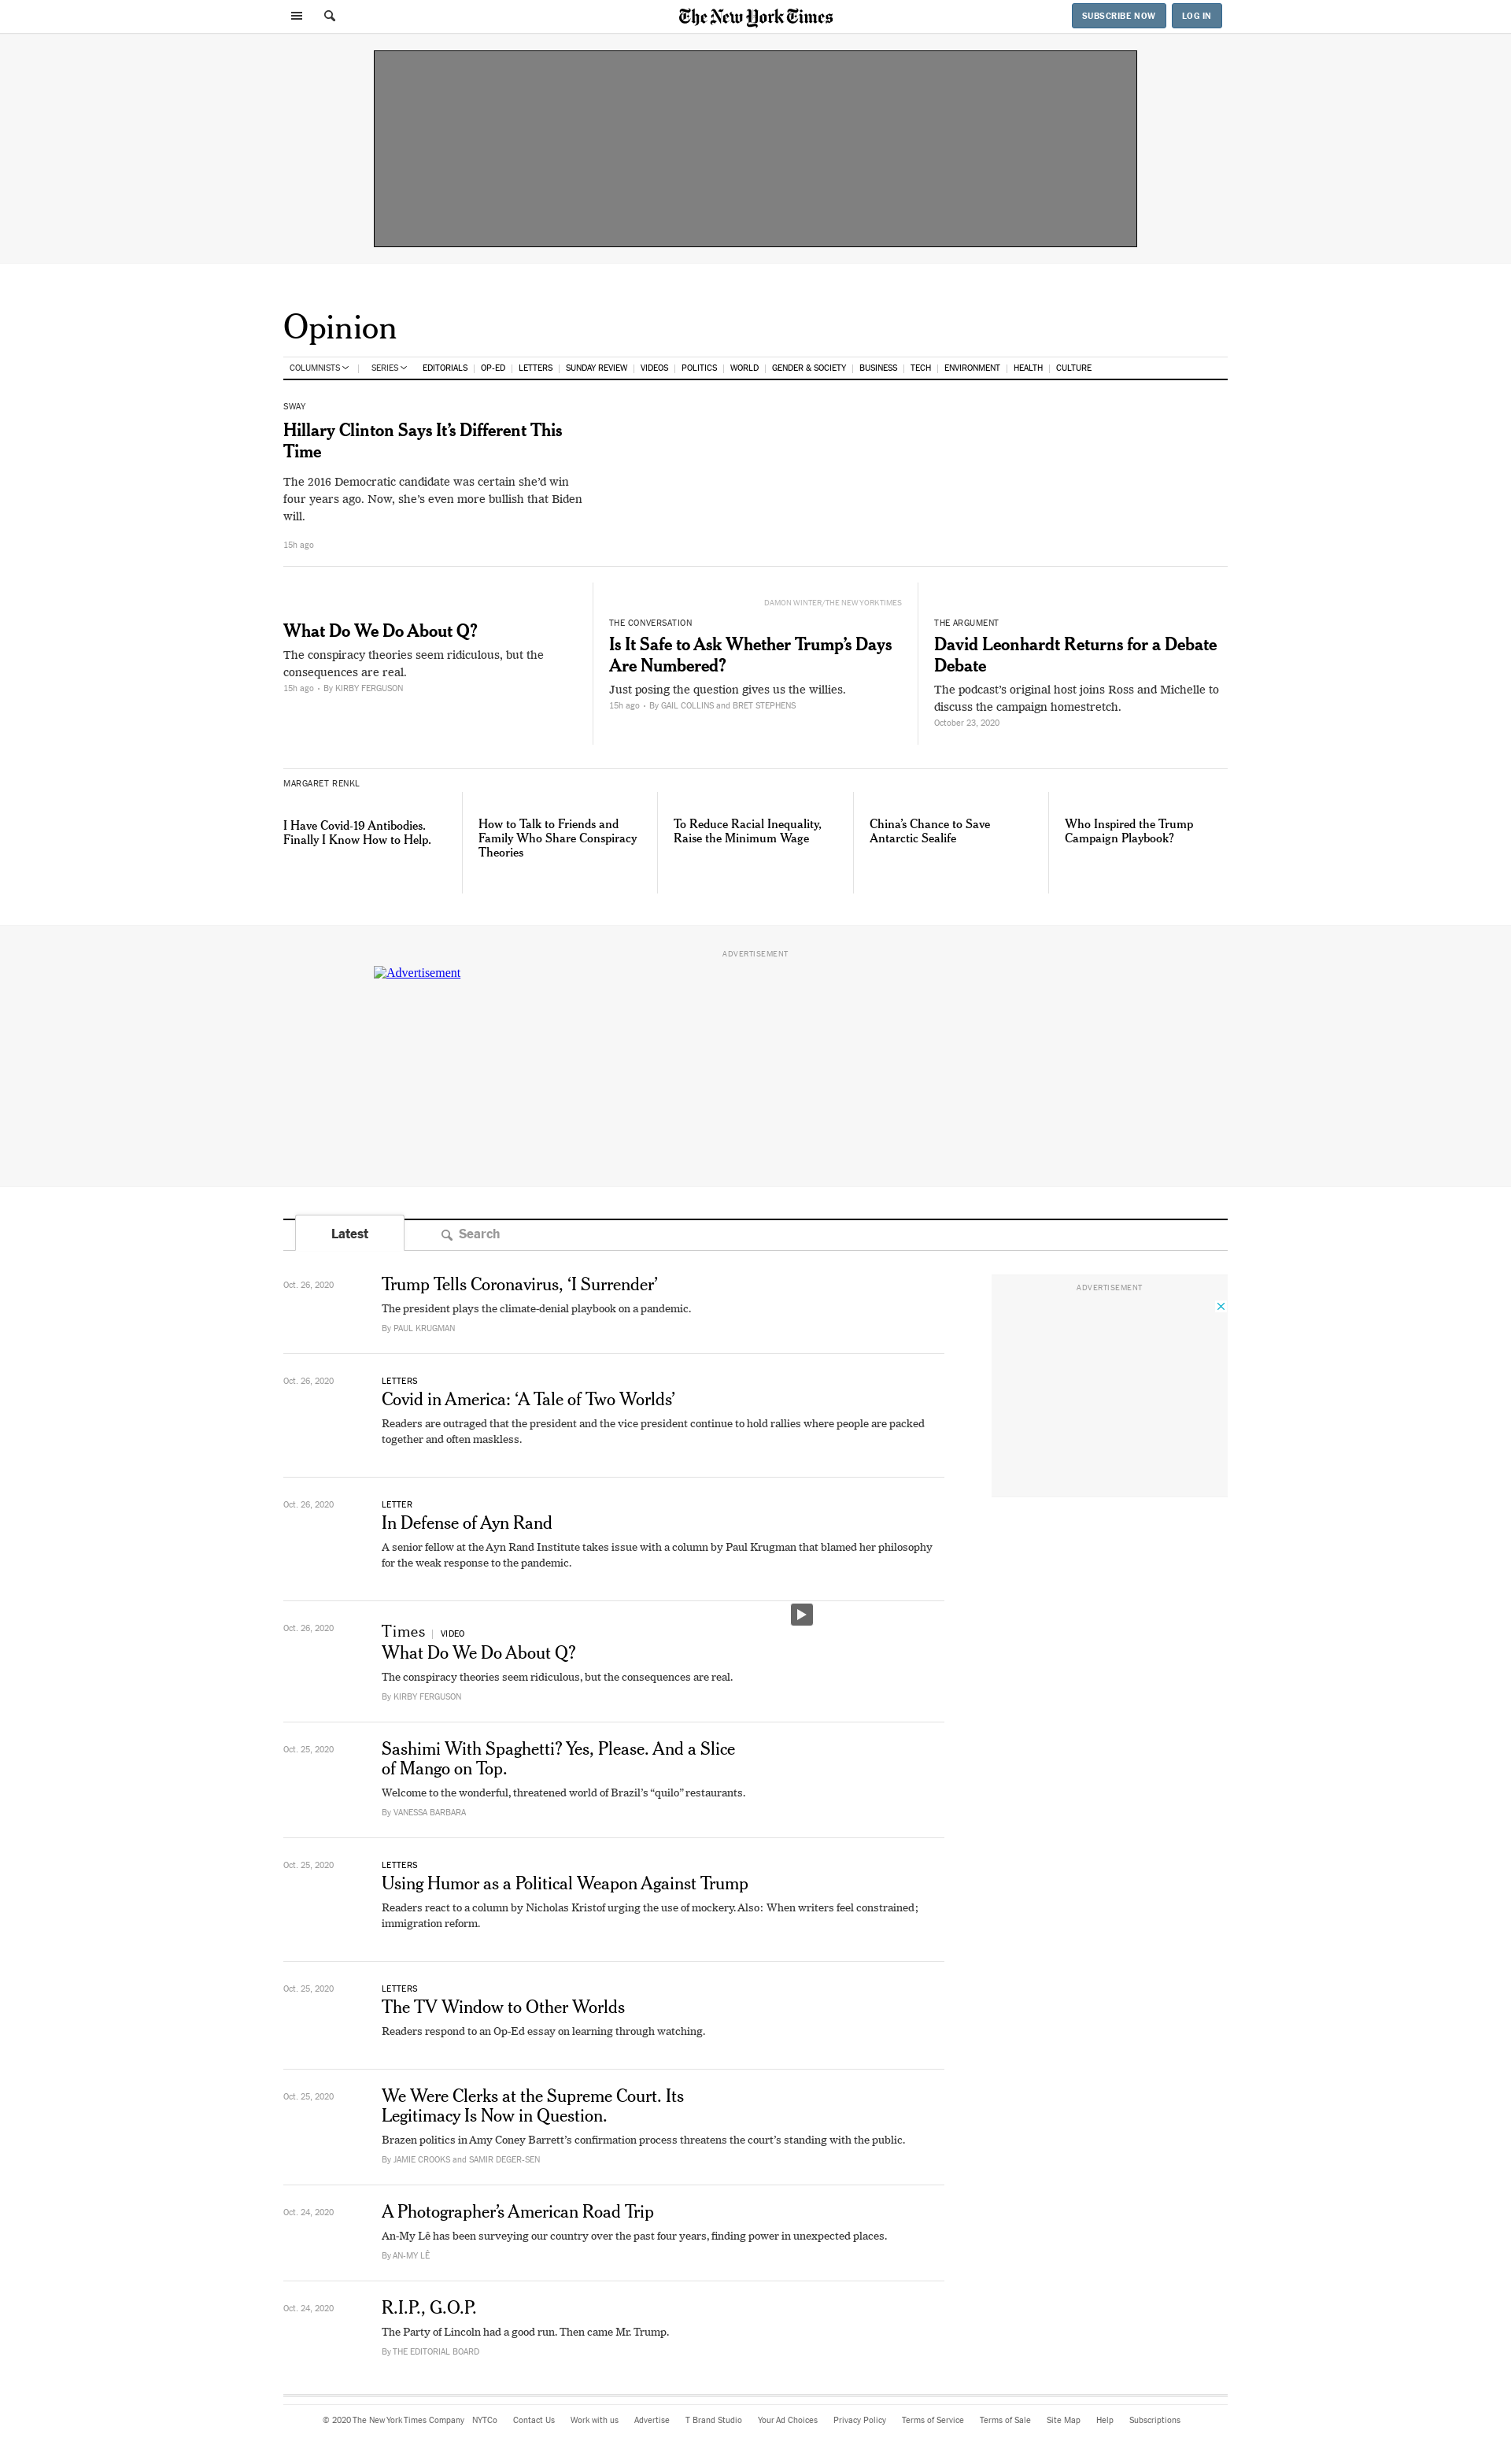 The New York Times
SUBSCRIBE NOW
LOG IN
Opinion
COLUMNISTS
SERIES
EDITORIALS
OP-ED
LETTERS
SUNDAY REVIEW
VIDEOS
POLITICS
WORLD
GENDER & SOCIETY
BUSINESS
TECH
ENVIRONMENT
HEALTH
CULTURE
SWAY
Hillary Clinton Says It’s Different This
Time
The 2016 Democratic candidate was certain she’d win
four years ago. Now, she’s even more bullish that Biden
will.
15h ago
What Do We Do About Q?
The conspiracy theories seem ridiculous, but the
consequences are real.
15h ago • By KIRBY FERGUSON
DAMON WINTER/THE NEW YORK TIMES
THE CONVERSATION
Is It Safe to Ask Whether Trump’s Days
Are Numbered?
Just posing the question gives us the willies.
15h ago • By GAIL COLLINS and BRET STEPHENS
THE ARGUMENT
David Leonhardt Returns for a Debate
Debate
The podcast’s original host joins Ross and Michelle to
discuss the campaign homestretch.
October 23, 2020
MARGARET RENKL
I Have Covid-19 Antibodies.
Finally I Know How to Help.
How to Talk to Friends and
Family Who Share Conspiracy
Theories
To Reduce Racial Inequality,
Raise the Minimum Wage
China’s Chance to Save
Antarctic Sealife
Who Inspired the Trump
Campaign Playbook?
ADVERTISEMENT
Advertisement
Latest
Search
ADVERTISEMENT
Oct. 26, 2020
Trump Tells Coronavirus, ‘I Surrender’
The president plays the climate-denial playbook on a pandemic.
By PAUL KRUGMAN
Oct. 26, 2020
LETTERS
Covid in America: ‘A Tale of Two Worlds’
Readers are outraged that the president and the vice president continue to hold rallies where people are packed
together and often maskless.
Oct. 26, 2020
LETTER
In Defense of Ayn Rand
A senior fellow at the Ayn Rand Institute takes issue with a column by Paul Krugman that blamed her philosophy
for the weak response to the pandemic.
Oct. 26, 2020
Times | VIDEO
What Do We Do About Q?
The conspiracy theories seem ridiculous, but the consequences are real.
By KIRBY FERGUSON
Oct. 25, 2020
Sashimi With Spaghetti? Yes, Please. And a Slice
of Mango on Top.
Welcome to the wonderful, threatened world of Brazil’s “quilo” restaurants.
By VANESSA BARBARA
Oct. 25, 2020
LETTERS
Using Humor as a Political Weapon Against Trump
Readers react to a column by Nicholas Kristof urging the use of mockery. Also: When writers feel constrained;
immigration reform.
Oct. 25, 2020
LETTERS
The TV Window to Other Worlds
Readers respond to an Op-Ed essay on learning through watching.
Oct. 25, 2020
We Were Clerks at the Supreme Court. Its
Legitimacy Is Now in Question.
Brazen politics in Amy Coney Barrett’s confirmation process threatens the court’s standing with the public.
By JAMIE CROOKS and SAMIR DEGER-SEN
Oct. 24, 2020
A Photographer’s American Road Trip
An-My Lê has been surveying our country over the past four years, finding power in unexpected places.
By AN-MY LÊ
Oct. 24, 2020
R.I.P., G.O.P.
The Party of Lincoln had a good run. Then came Mr. Trump.
By THE EDITORIAL BOARD
© 2020 The New York Times Company
NYTCo
Contact Us
Work with us
Advertise
T Brand Studio
Your Ad Choices
Privacy Policy
Terms of Service
Terms of Sale
Site Map
Help
Subscriptions